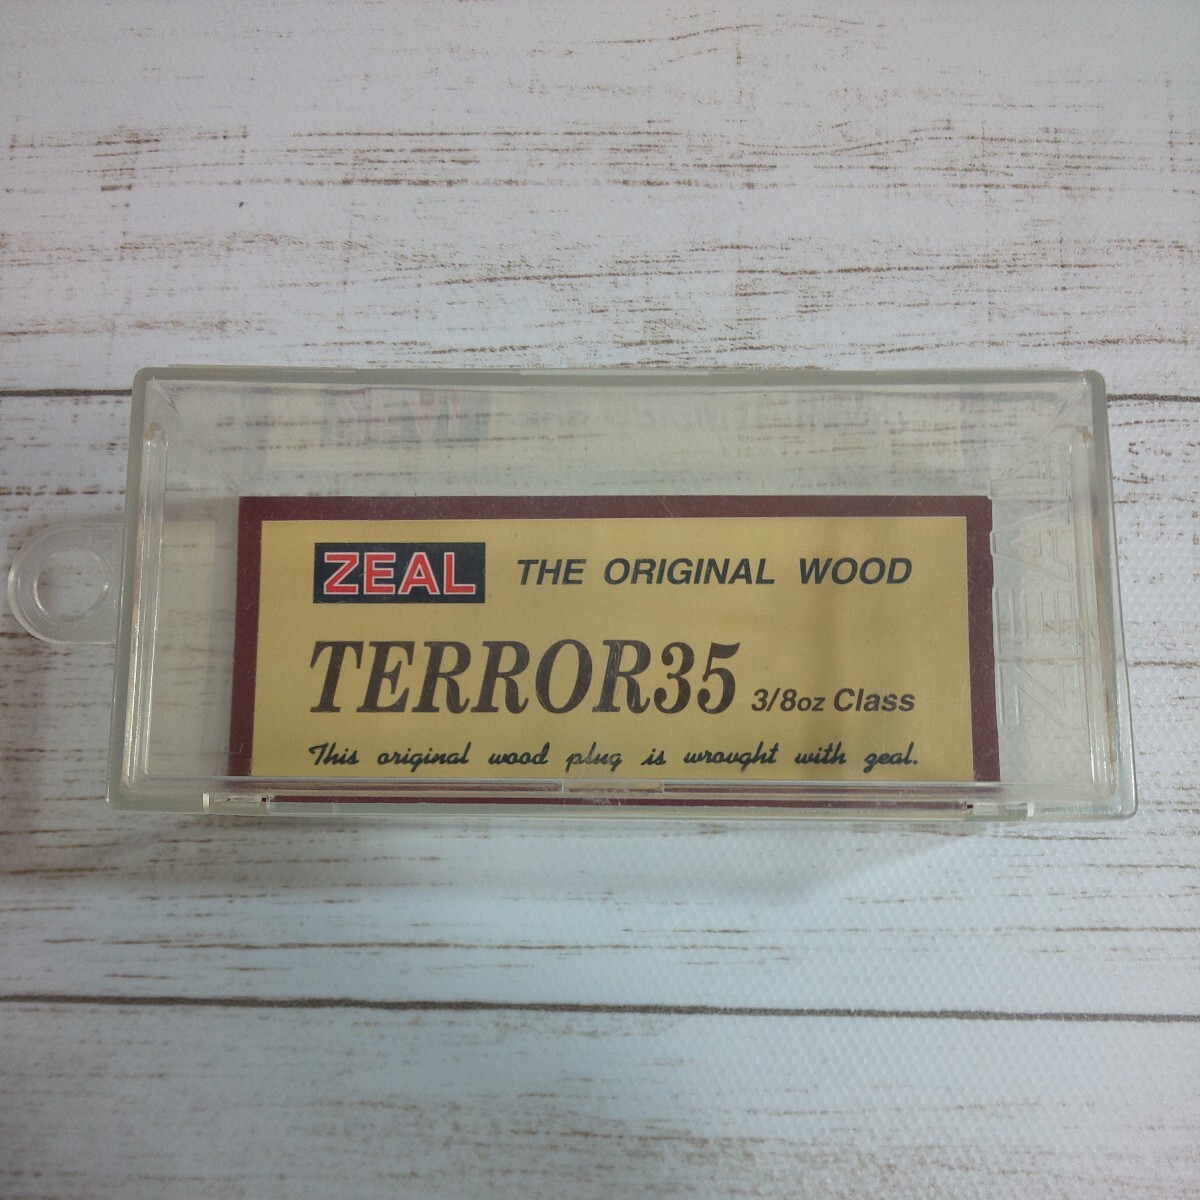 ZEAL THE ORIGINAL WOOD
TERROR35 3/8oz Class
This original wood plug is wrought with zeal.
ZEAL